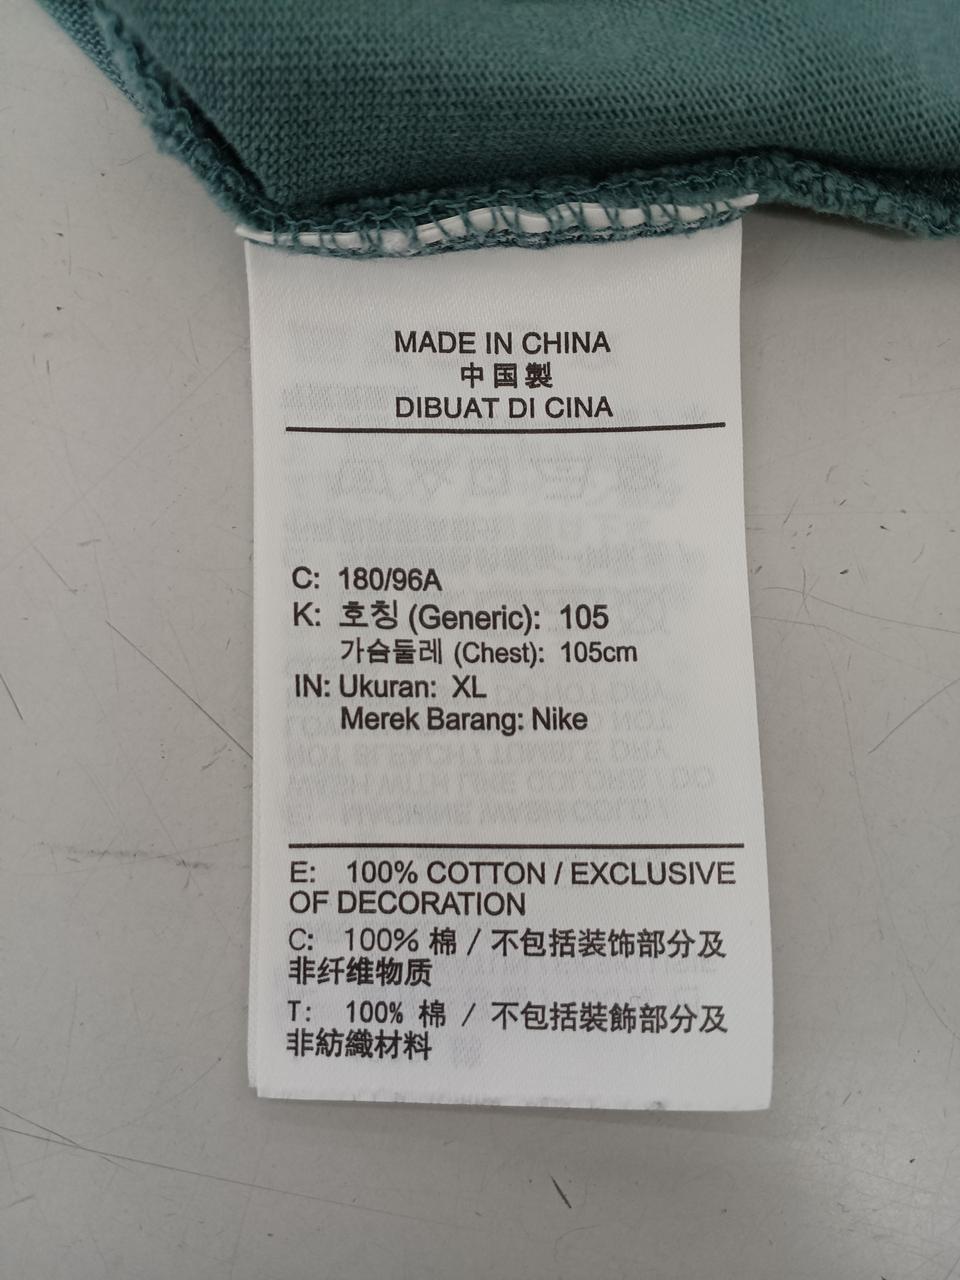 MADE IN CHINA
中国製
DIBUAT DI CINA
C: 180/96A
K: 호칭 (Generic): 105
가슴둘레 (Chest): 105cm
IN: Ukuran: XL
Merek Barang: Nike
E: 100% COTTON / EXCLUSIVE
OF DECORATION
C: 100% 棉 / 不包括装饰部分及
非纤维物质
T: 100% 棉 / 不包括裝飾部分及
非紡織材料